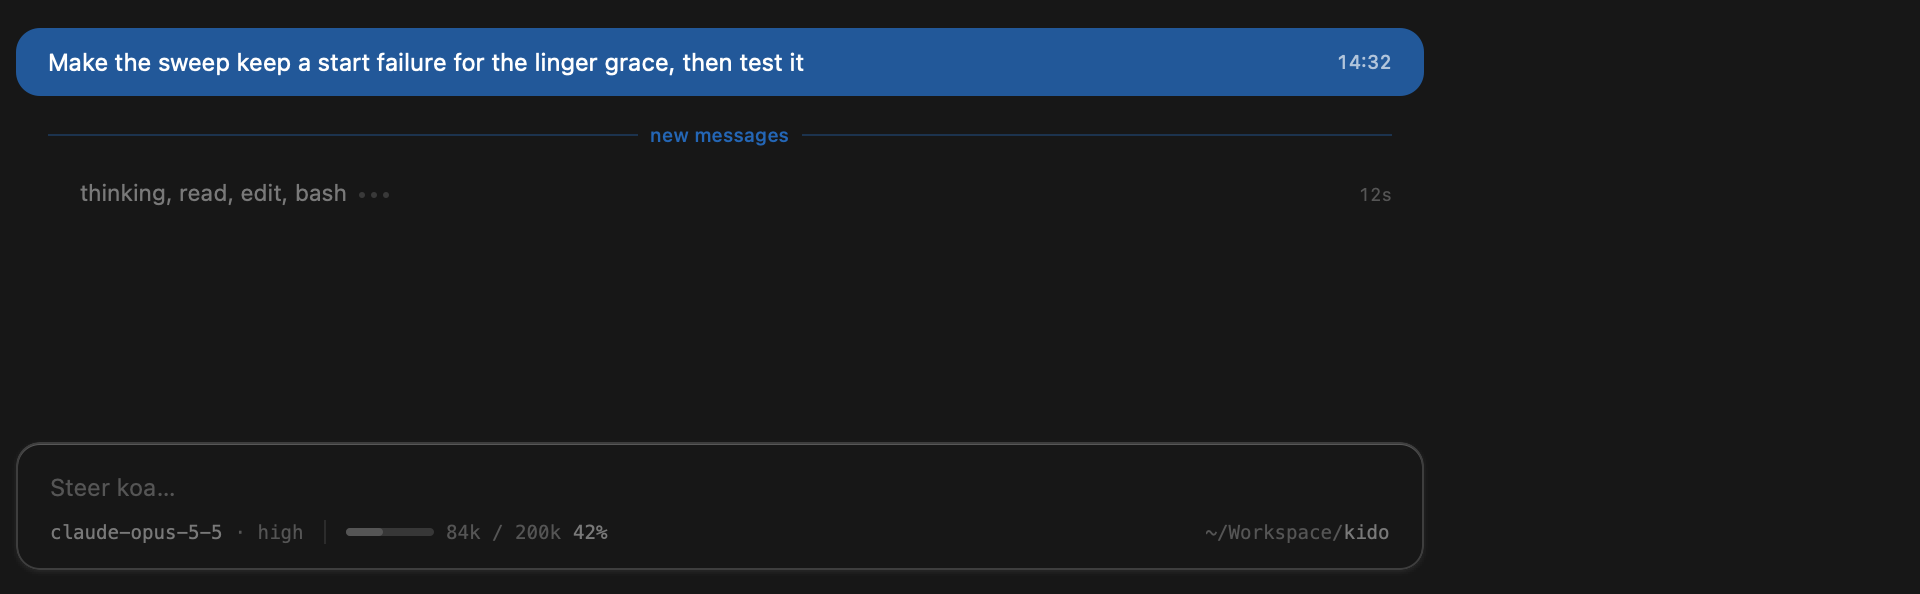 Make the sweep keep a start failure for the linger grace, then test it 14:32
new messages
thinking, read, edit, bash ••• 12s
Steer koa...
claude-opus-5-5 · high | 84k / 200k 42% ~/Workspace/kido